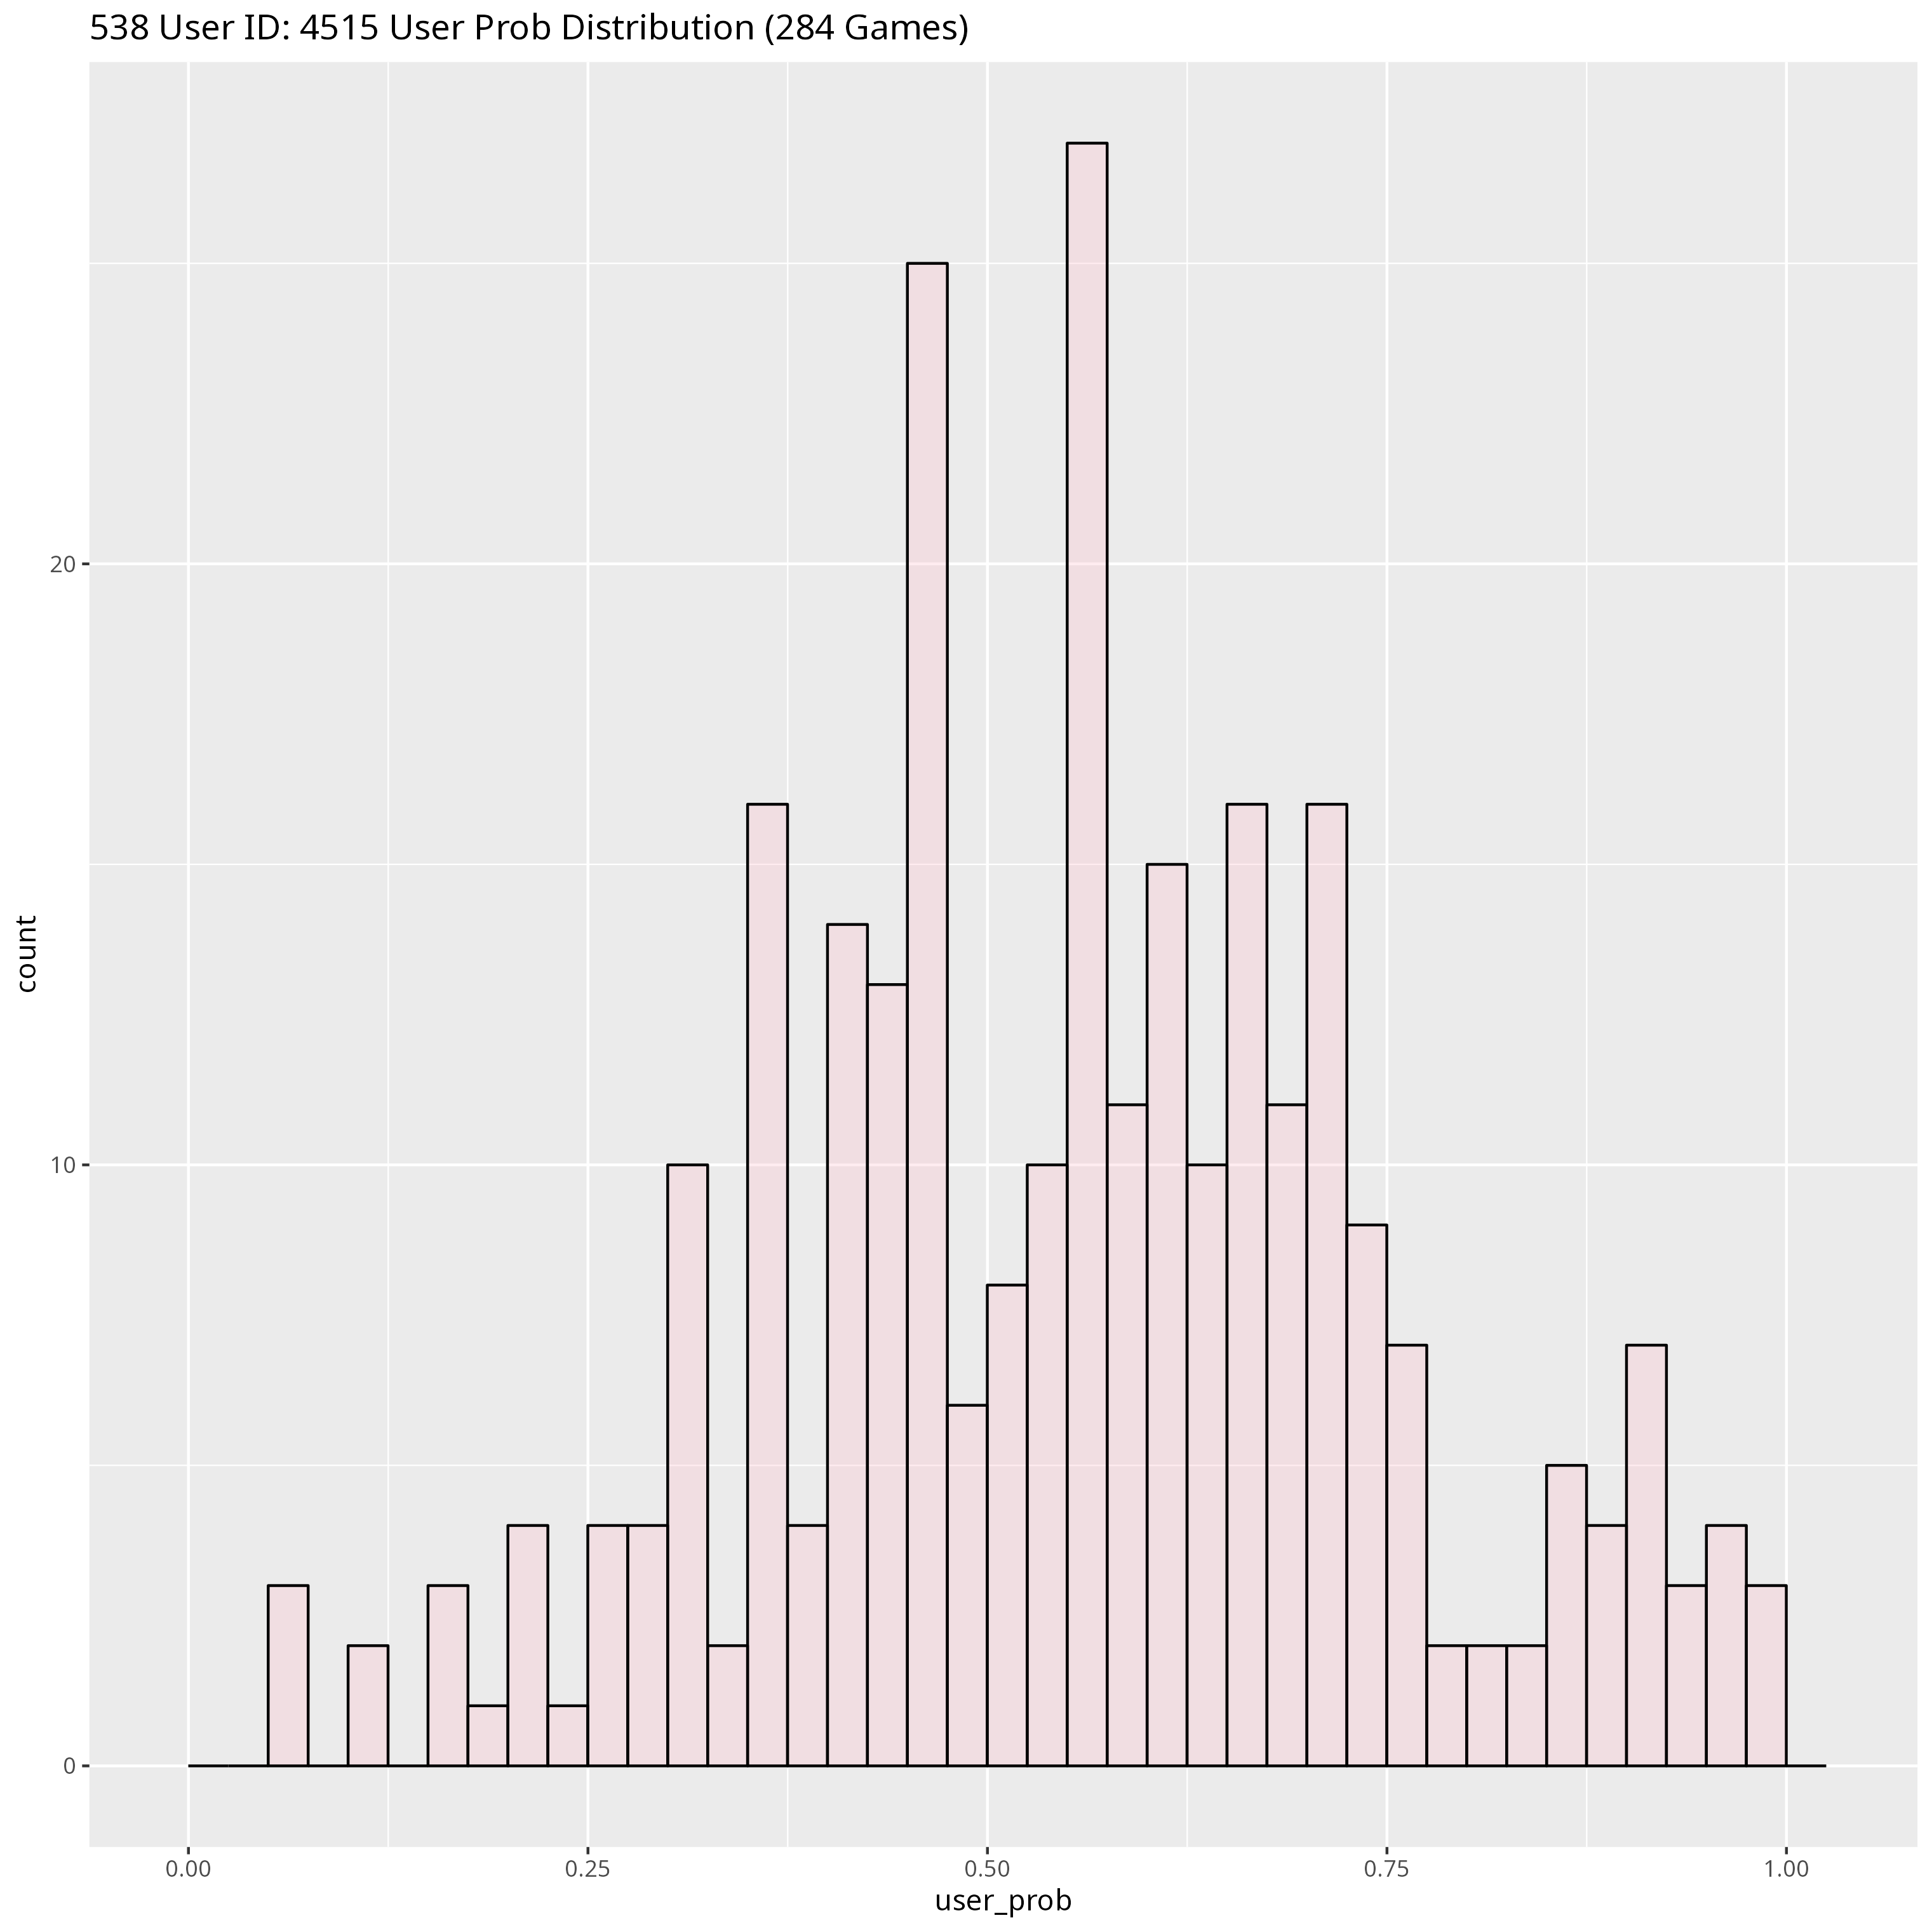 538 User ID: 4515 User Prob Distribution (284 Games)
count
20
10
0
0.00 0.25 0.50 0.75 1.00
user_prob